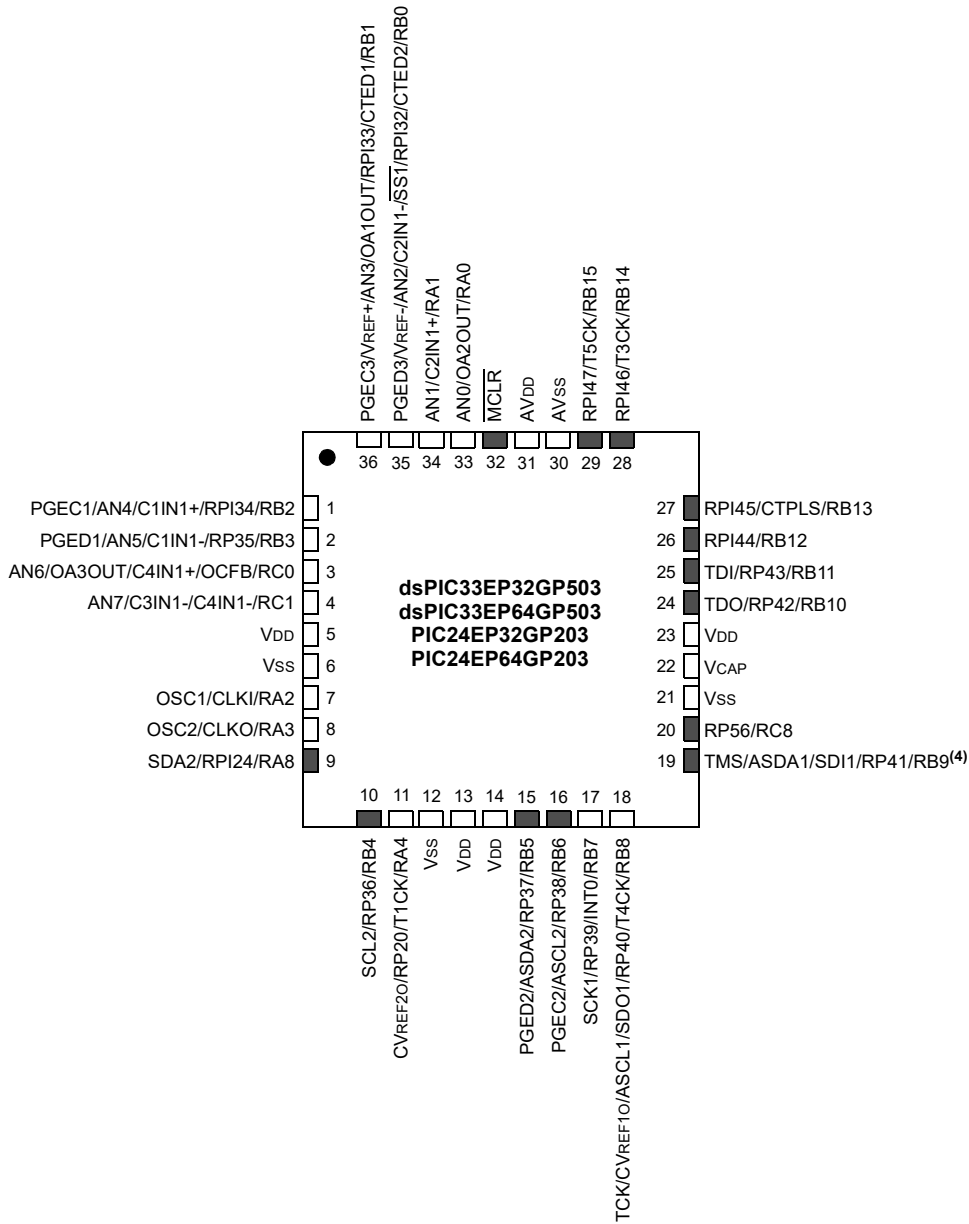 PGEC3/VREF+/AN3/OA1OUT/RPI33/CTED1/RB1
PGED3/VREF-/AN2/C2IN1-/SS1/RPI32/CTED2/RB0
AN1/C2IN1+/RA1
AN0/OA2OUT/RA0
MCLR
AVDD
AVSS
RPI47/T5CK/RB15
RPI46/T3CK/RB14
36 35 34 33 32 31 30 29 28
PGEC1/AN4/C1IN1+/RPI34/RB2 1
PGED1/AN5/C1IN1-/RP35/RB3 2
AN6/OA3OUT/C4IN1+/OCFB/RC0 3
AN7/C3IN1-/C4IN1-/RC1 4
VDD 5
VSS 6
OSC1/CLKI/RA2 7
OSC2/CLKO/RA3 8
SDA2/RPI24/RA8 9
dsPIC33EP32GP503
dsPIC33EP64GP503
PIC24EP32GP203
PIC24EP64GP203
27 RPI45/CTPLS/RB13
26 RPI44/RB12
25 TDI/RP43/RB11
24 TDO/RP42/RB10
23 VDD
22 VCAP
21 VSS
20 RP56/RC8
19 TMS/ASDA1/SDI1/RP41/RB9(4)
10 11 12 13 14 15 16 17 18
SCL2/RP36/RB4
CVREF2O/RP20/T1CK/RA4
VSS
VDD
VDD
PGED2/ASDA2/RP37/RB5
PGEC2/ASCL2/RP38/RB6
SCK1/RP39/INT0/RB7
TCK/CVREF1O/ASCL1/SDO1/RP40/T4CK/RB8